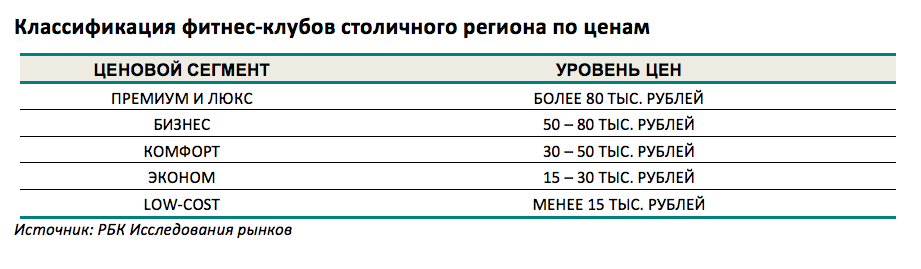 Классификация фитнес-клубов столичного региона по ценам
ЦЕНОВОЙ СЕГМЕНТ УРОВЕНЬ ЦЕН
ПРЕМИУМ И ЛЮКС БОЛЕЕ 80 ТЫС. РУБЛЕЙ
БИЗНЕС 50 – 80 ТЫС. РУБЛЕЙ
КОМФОРТ 30 – 50 ТЫС. РУБЛЕЙ
ЭКОНОМ 15 – 30 ТЫС. РУБЛЕЙ
LOW-COST МЕНЕЕ 15 ТЫС. РУБЛЕЙ
Источник: РБК Исследования рынков